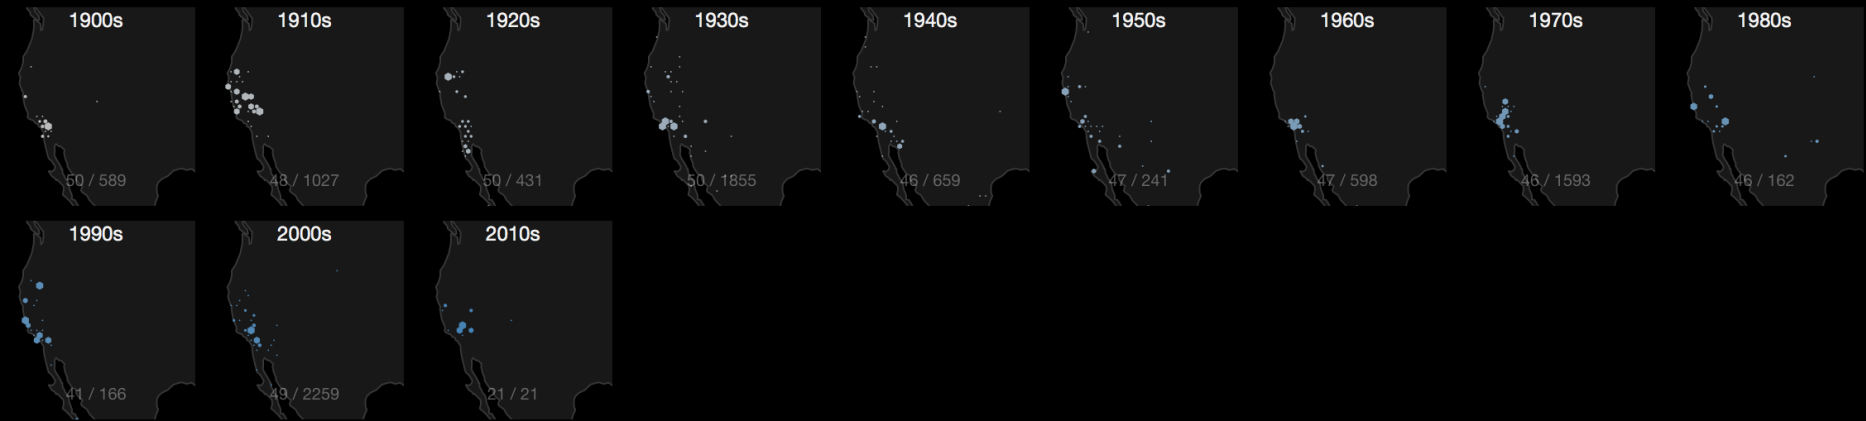 1900s
50 / 589
1910s
48 / 1027
1920s
50 / 431
1930s
50 / 1855
1940s
46 / 659
1950s
47 / 241
1960s
47 / 598
1970s
46 / 1593
1980s
46 / 162
1990s
41 / 166
2000s
49 / 2259
2010s
21 / 21